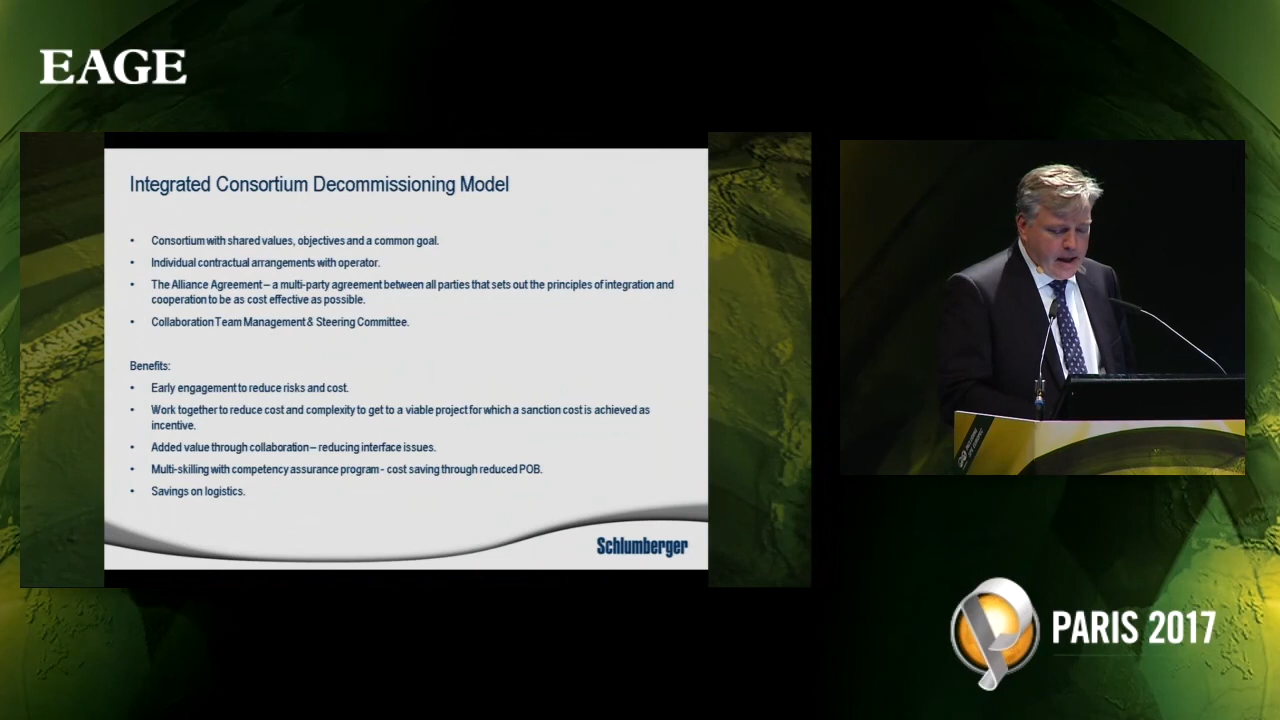 EAGE
Integrated Consortium Decommissioning Model
• Consortium with shared values, objectives and a common goal.
• Individual contractual arrangements with operator.
• The Alliance Agreement – a multi-party agreement between all parties that sets out the principles of integration and
cooperation to be as cost effective as possible.
• Collaboration Team Management & Steering Committee.
Benefits:
• Early engagement to reduce risks and cost.
• Work together to reduce cost and complexity to get to a viable project for which a sanction cost is achieved as
incentive.
• Added value through collaboration – reducing interface issues.
• Multi-skilling with competency assurance program - cost saving through reduced POB.
• Savings on logistics.
Schlumberger
PARIS 2017